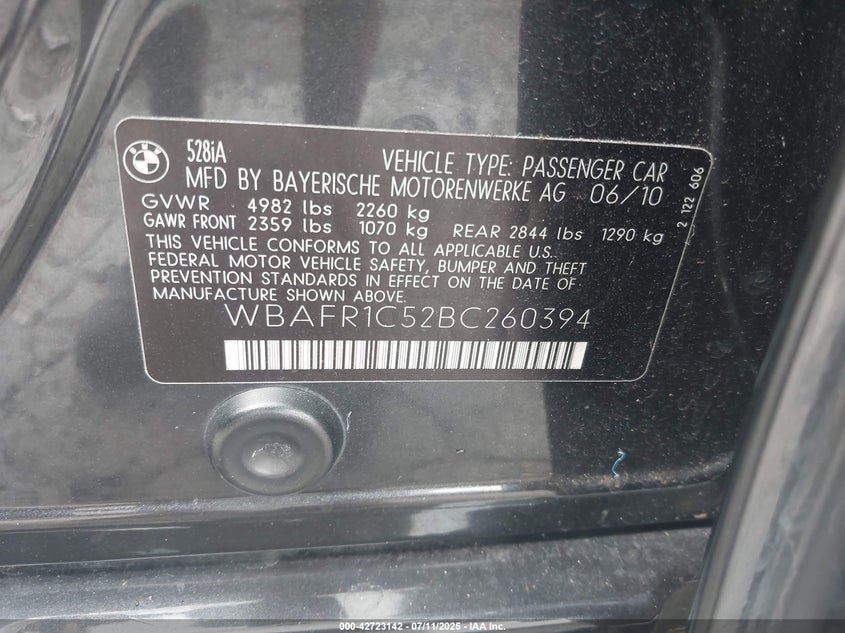 BMW
528iA
VEHICLE TYPE: PASSENGER CAR
MFD BY BAYERISCHE MOTORENWERKE AG 06/10
GVWR 4982 lbs 2260 kg
GAWR FRONT 2359 lbs 1070 kg REAR 2844 lbs 1290 kg
THIS VEHICLE CONFORMS TO ALL APPLICABLE U.S.
FEDERAL MOTOR VEHICLE SAFETY, BUMPER AND THEFT
PREVENTION STANDARDS IN EFFECT ON THE DATE OF
MANUFACTURE SHOWN ABOVE.
WBAFR1C52BC260394
2 122 606
000-42723142 - 07/11/2025 - IAA Inc.